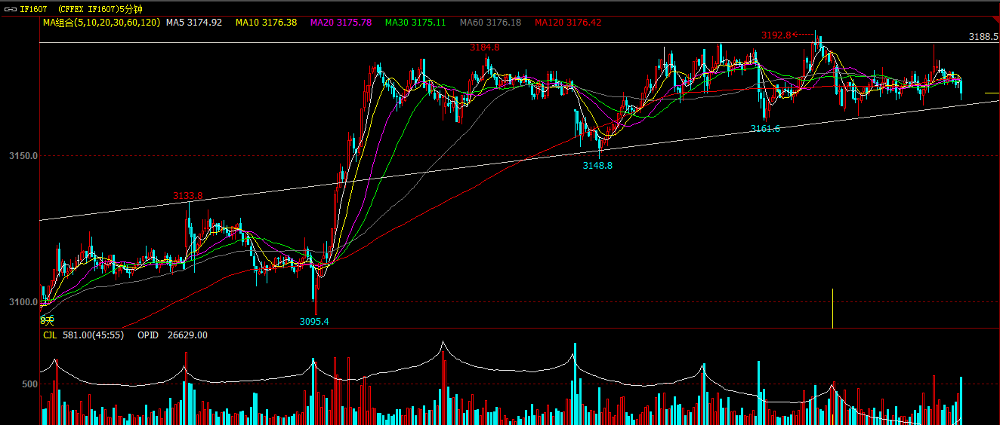 IF1607 (CFFEX IF1607)5分钟
MA组合(5,10,20,30,60,120) MA5 3174.92 MA10 3176.38 MA20 3175.78 MA30 3175.11 MA60 3176.18 MA120 3176.42
3192.8
3188.5
3184.8
3161.6
3150.0
3148.8
3133.8
3100.0
3095.4
8天
CJL 581.00(45:55) OPID 26629.00
500